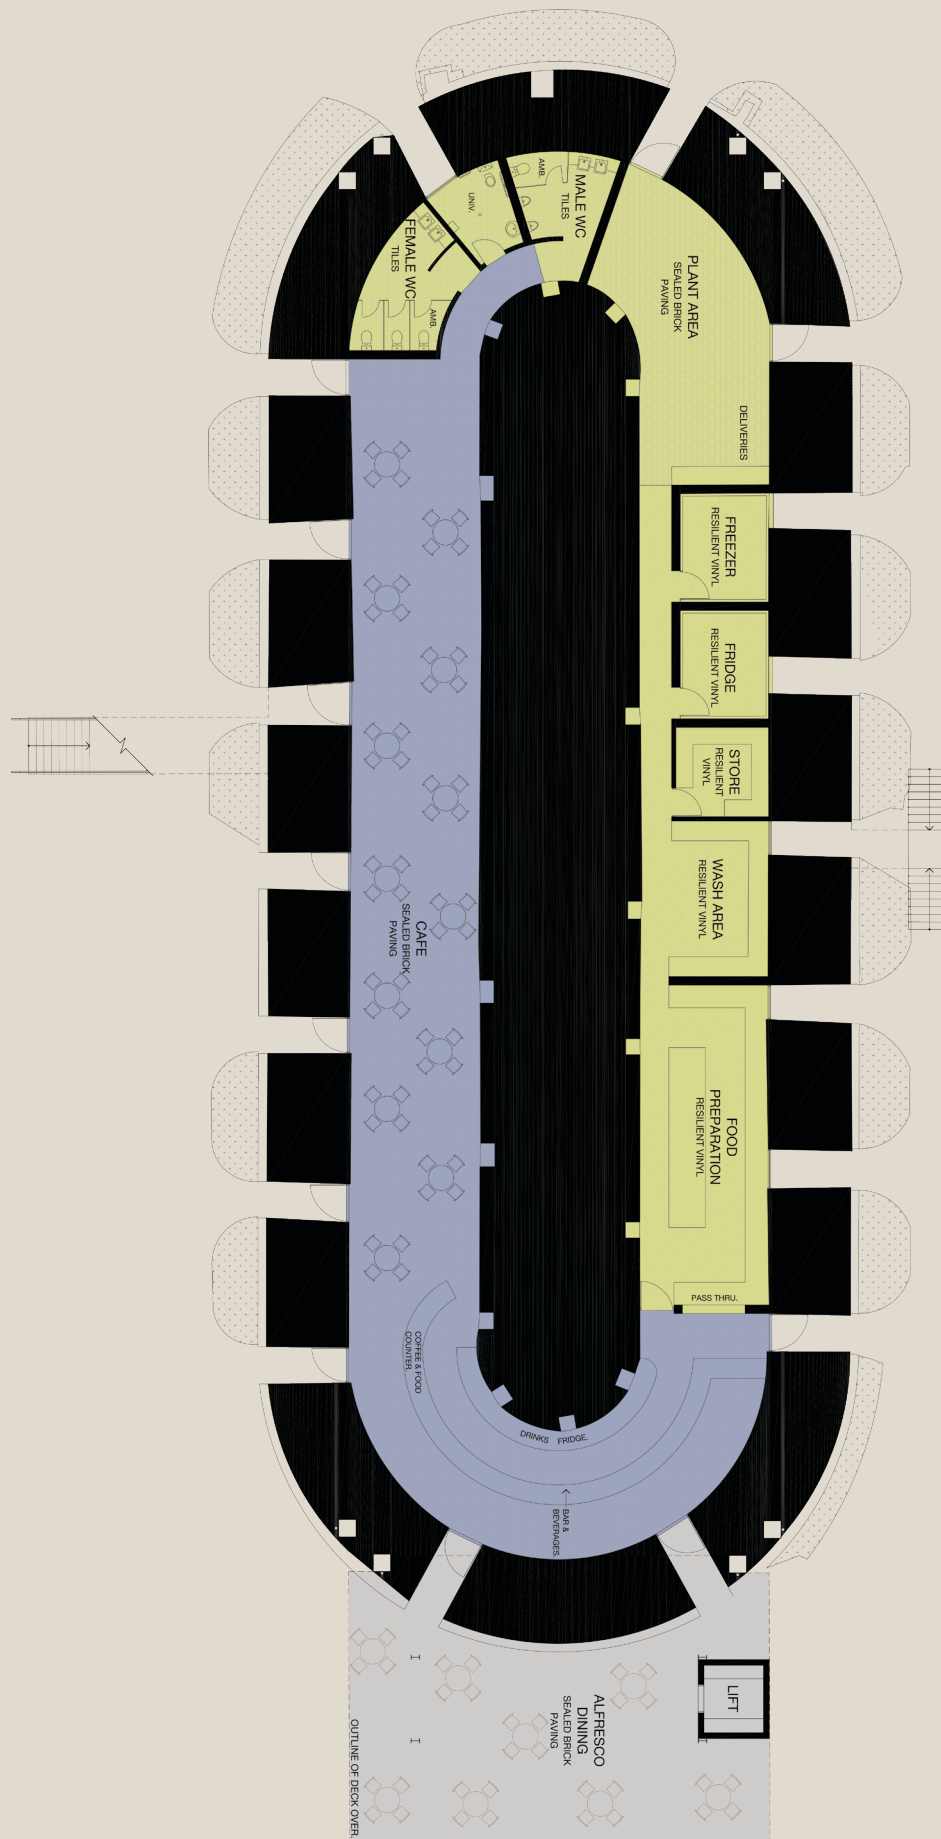 AMB.
MALE WC
TILES
UNIV.
FEMALE WC
TILES
AMB.
PLANT AREA
SEALED BRICK
PAVING
DELIVERIES
FREEZER
RESILIENT VINYL
FRIDGE
RESILIENT VINYL
STORE
RESILIENT
VINYL
WASH AREA
RESILIENT VINYL
CAFE
SEALED BRICK
PAVING
FOOD
PREPARATION
RESILIENT VINYL
PASS THRU.
COFFEE & FOOD
COUNTER.
DRINKS FRIDGE.
BAR &
BEVERAGES.
LIFT
ALFRESCO
DINING
SEALED BRICK
PAVING
OUTLINE OF DECK OVER.